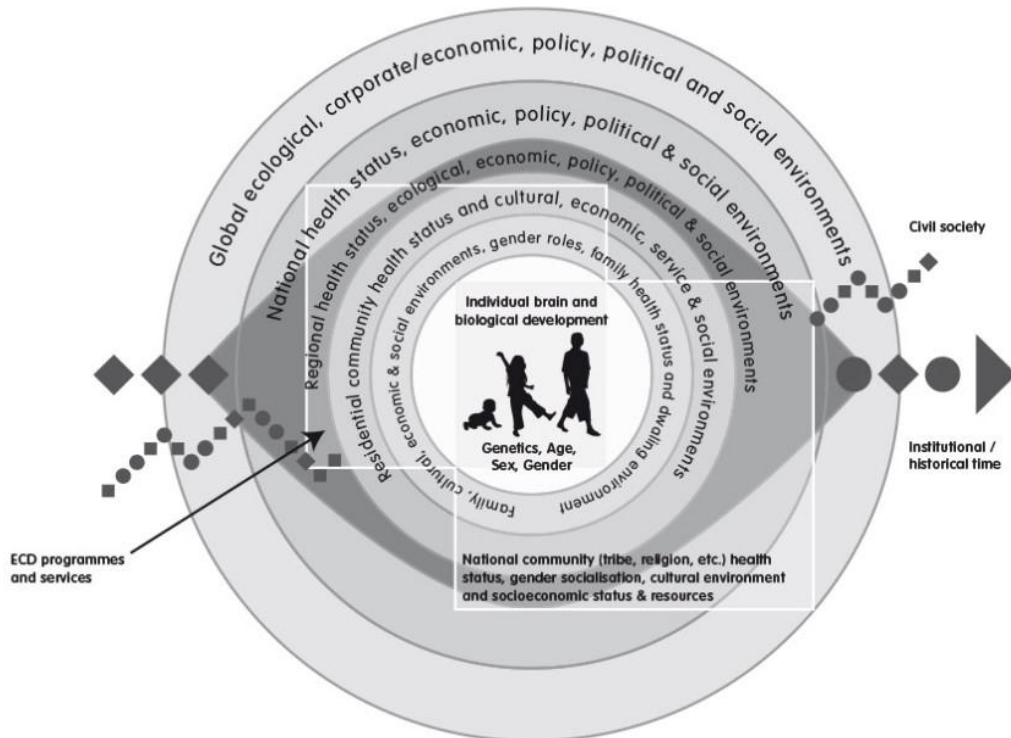 Global ecological, corporate/economic, policy, political and social environments
National health status, economic, policy, political & social environments
Regional health status, ecological, economic, policy, political & social environments
Residential community health status and cultural, economic, service & social environments
Family, cultural, economic & social environments, gender roles, family health status and dwaling environment
Individual brain and
biological development
Genetics, Age,
Sex, Gender
Civil society
Institutional /
historical time
ECD programmes
and services
National community (tribe, religion, etc.) health
status, gender socialisation, cultural environment
and socioeconomic status & resources